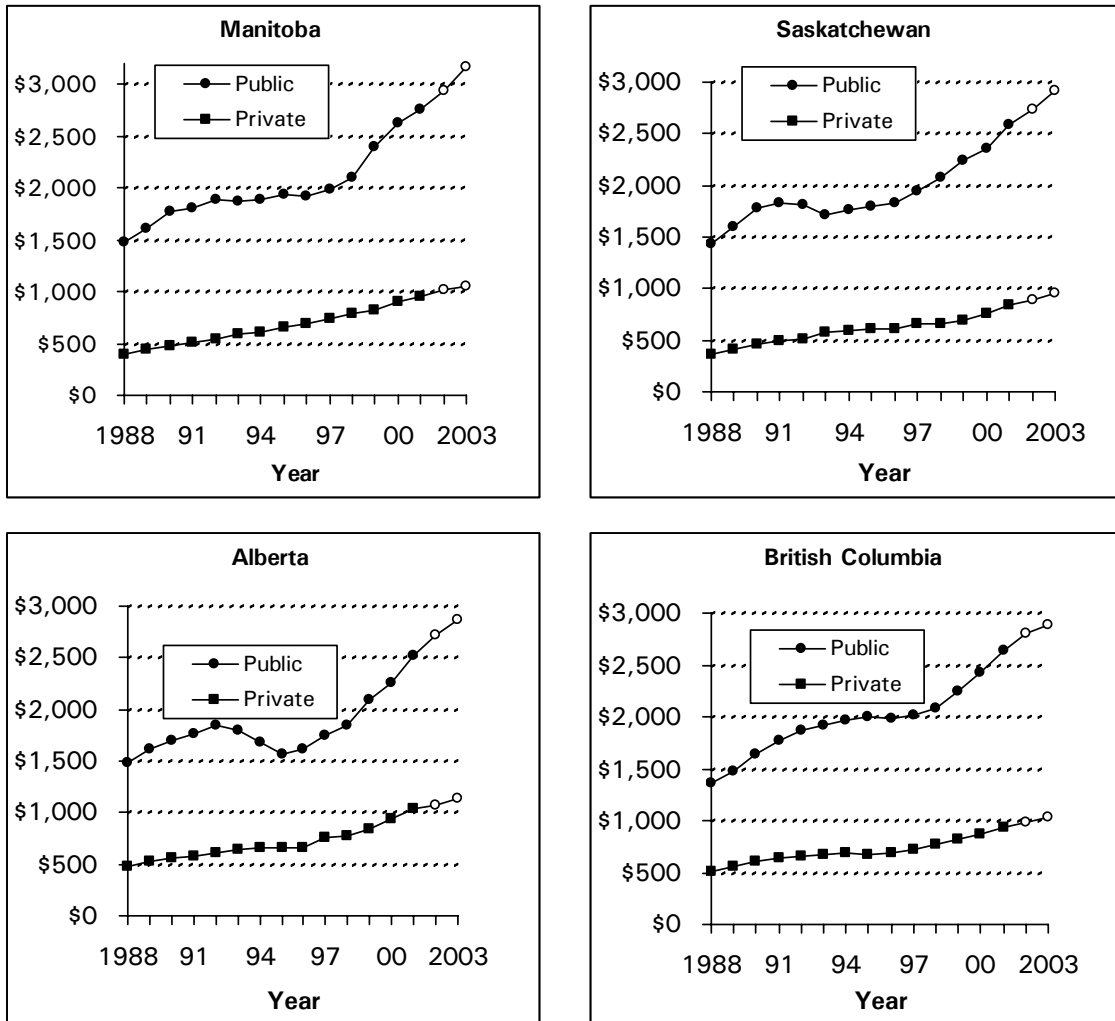 Manitoba
$3,000
$2,500
$2,000
$1,500
$1,000
$500
$0
Public
Private
1988 91 94 97 00 2003
Year
Saskatchewan
$3,000
$2,500
$2,000
$1,500
$1,000
$500
$0
Public
Private
1988 91 94 97 00 2003
Year
Alberta
$3,000
$2,500
$2,000
$1,500
$1,000
$500
$0
Public
Private
1988 91 94 97 00 2003
Year
British Columbia
$3,000
$2,500
$2,000
$1,500
$1,000
$500
$0
Public
Private
1988 91 94 97 00 2003
Year